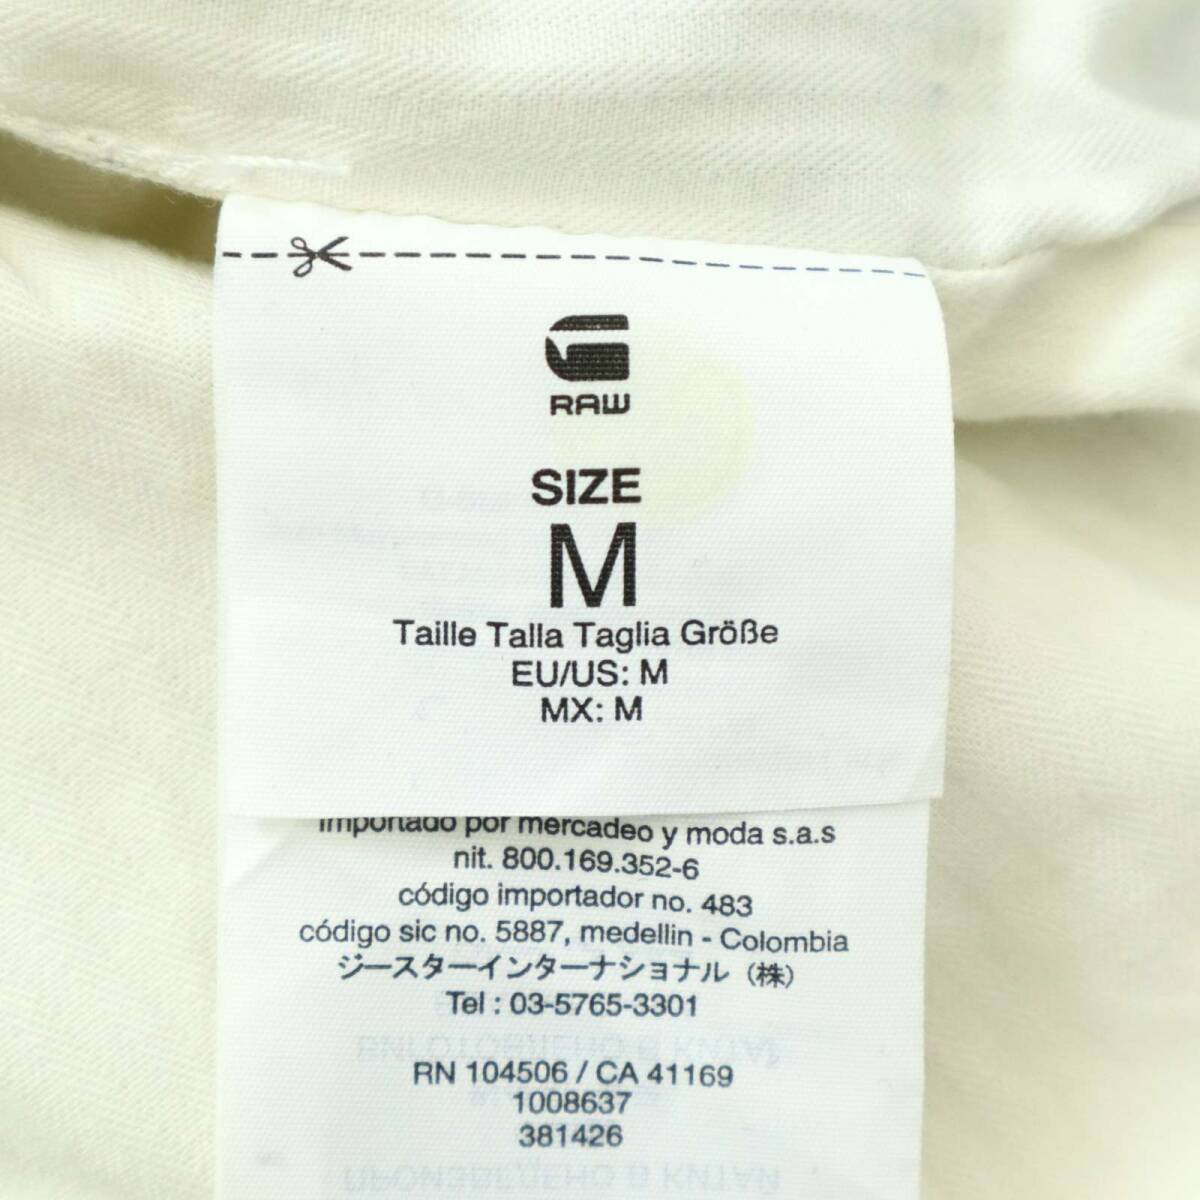 RAW
SIZE
M
Taille Talla Taglia Größe
EU/US: M
MX: M
importado por mercadeo y moda s.a.s
nit. 800.169.352-6
código importador no. 483
código sic no. 5887, medellin - Colombia
ジースターインターナショナル（株）
Tel : 03-5765-3301
RN 104506 / CA 41169
1008637
381426